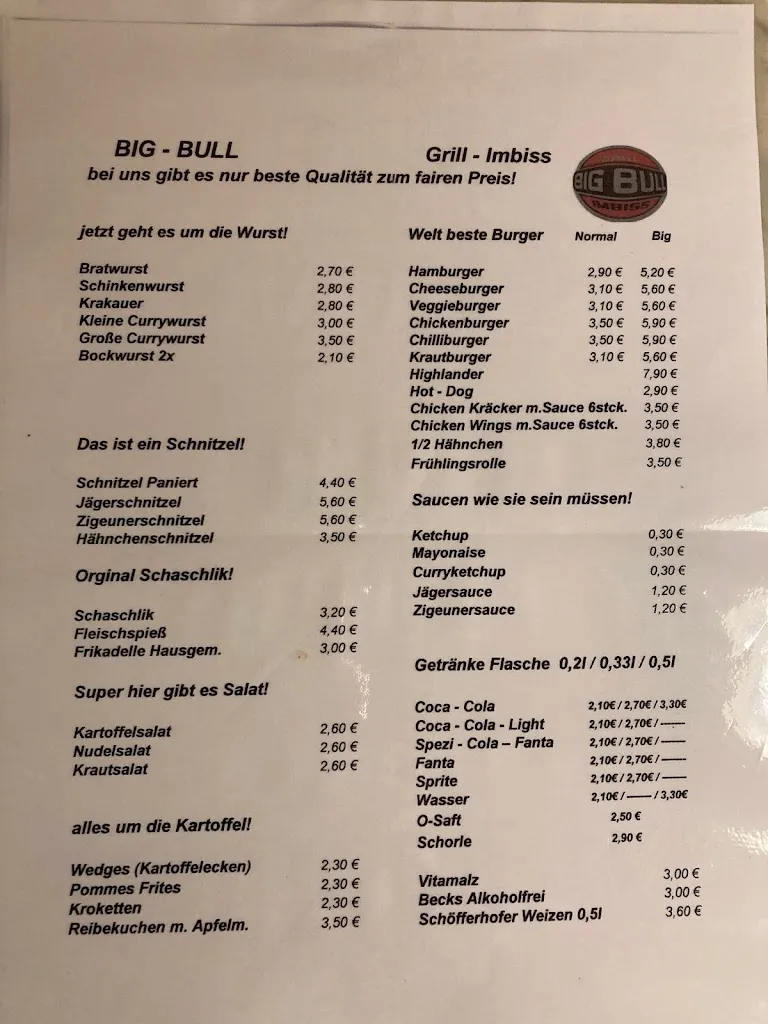 BIG - BULL
Grill - Imbiss
BIG BULL
IMBISS
bei uns gibt es nur beste Qualität zum fairen Preis!
jetzt geht es um die Wurst!
Bratwurst 2,70 €
Schinkenwurst 2,80 €
Krakauer 2,80 €
Kleine Currywurst 3,00 €
Große Currywurst 3,50 €
Bockwurst 2x 2,10 €
Das ist ein Schnitzel!
Schnitzel Paniert 4,40 €
Jägerschnitzel 5,60 €
Zigeunerschnitzel 5,60 €
Hähnchenschnitzel 3,50 €
Orginal Schaschlik!
Schaschlik 3,20 €
Fleischspieß 4,40 €
Frikadelle Hausgem. 3,00 €
Super hier gibt es Salat!
Kartoffelsalat 2,60 €
Nudelsalat 2,60 €
Krautsalat 2,60 €
alles um die Kartoffel!
Wedges (Kartoffelecken) 2,30 €
Pommes Frites 2,30 €
Kroketten 2,30 €
Reibekuchen m. Apfelm. 3,50 €
Welt beste Burger Normal Big
Hamburger 2,90 € 5,20 €
Cheeseburger 3,10 € 5,60 €
Veggieburger 3,10 € 5,60 €
Chickenburger 3,50 € 5,90 €
Chilliburger 3,50 € 5,90 €
Krautburger 3,10 € 5,60 €
Highlander 7,90 €
Hot - Dog 2,90 €
Chicken Kräcker m.Sauce 6stck. 3,50 €
Chicken Wings m.Sauce 6stck. 3,50 €
1/2 Hähnchen 3,80 €
Frühlingsrolle 3,50 €
Saucen wie sie sein müssen!
Ketchup 0,30 €
Mayonaise 0,30 €
Curryketchup 0,30 €
Jägersauce 1,20 €
Zigeunersauce 1,20 €
Getränke Flasche 0,2l / 0,33l / 0,5l
Coca - Cola 2,10€ / 2,70€ / 3,30€
Coca - Cola - Light 2,10€ / 2,70€ / ——
Spezi - Cola – Fanta 2,10€ / 2,70€ / ——
Fanta 2,10€ / 2,70€ / ——
Sprite 2,10€ / 2,70€ / ——
Wasser 2,10€ / —— / 3,30€
O-Saft 2,50 €
Schorle 2,90 €
Vitamalz 3,00 €
Becks Alkoholfrei 3,00 €
Schöfferhofer Weizen 0,5l 3,60 €